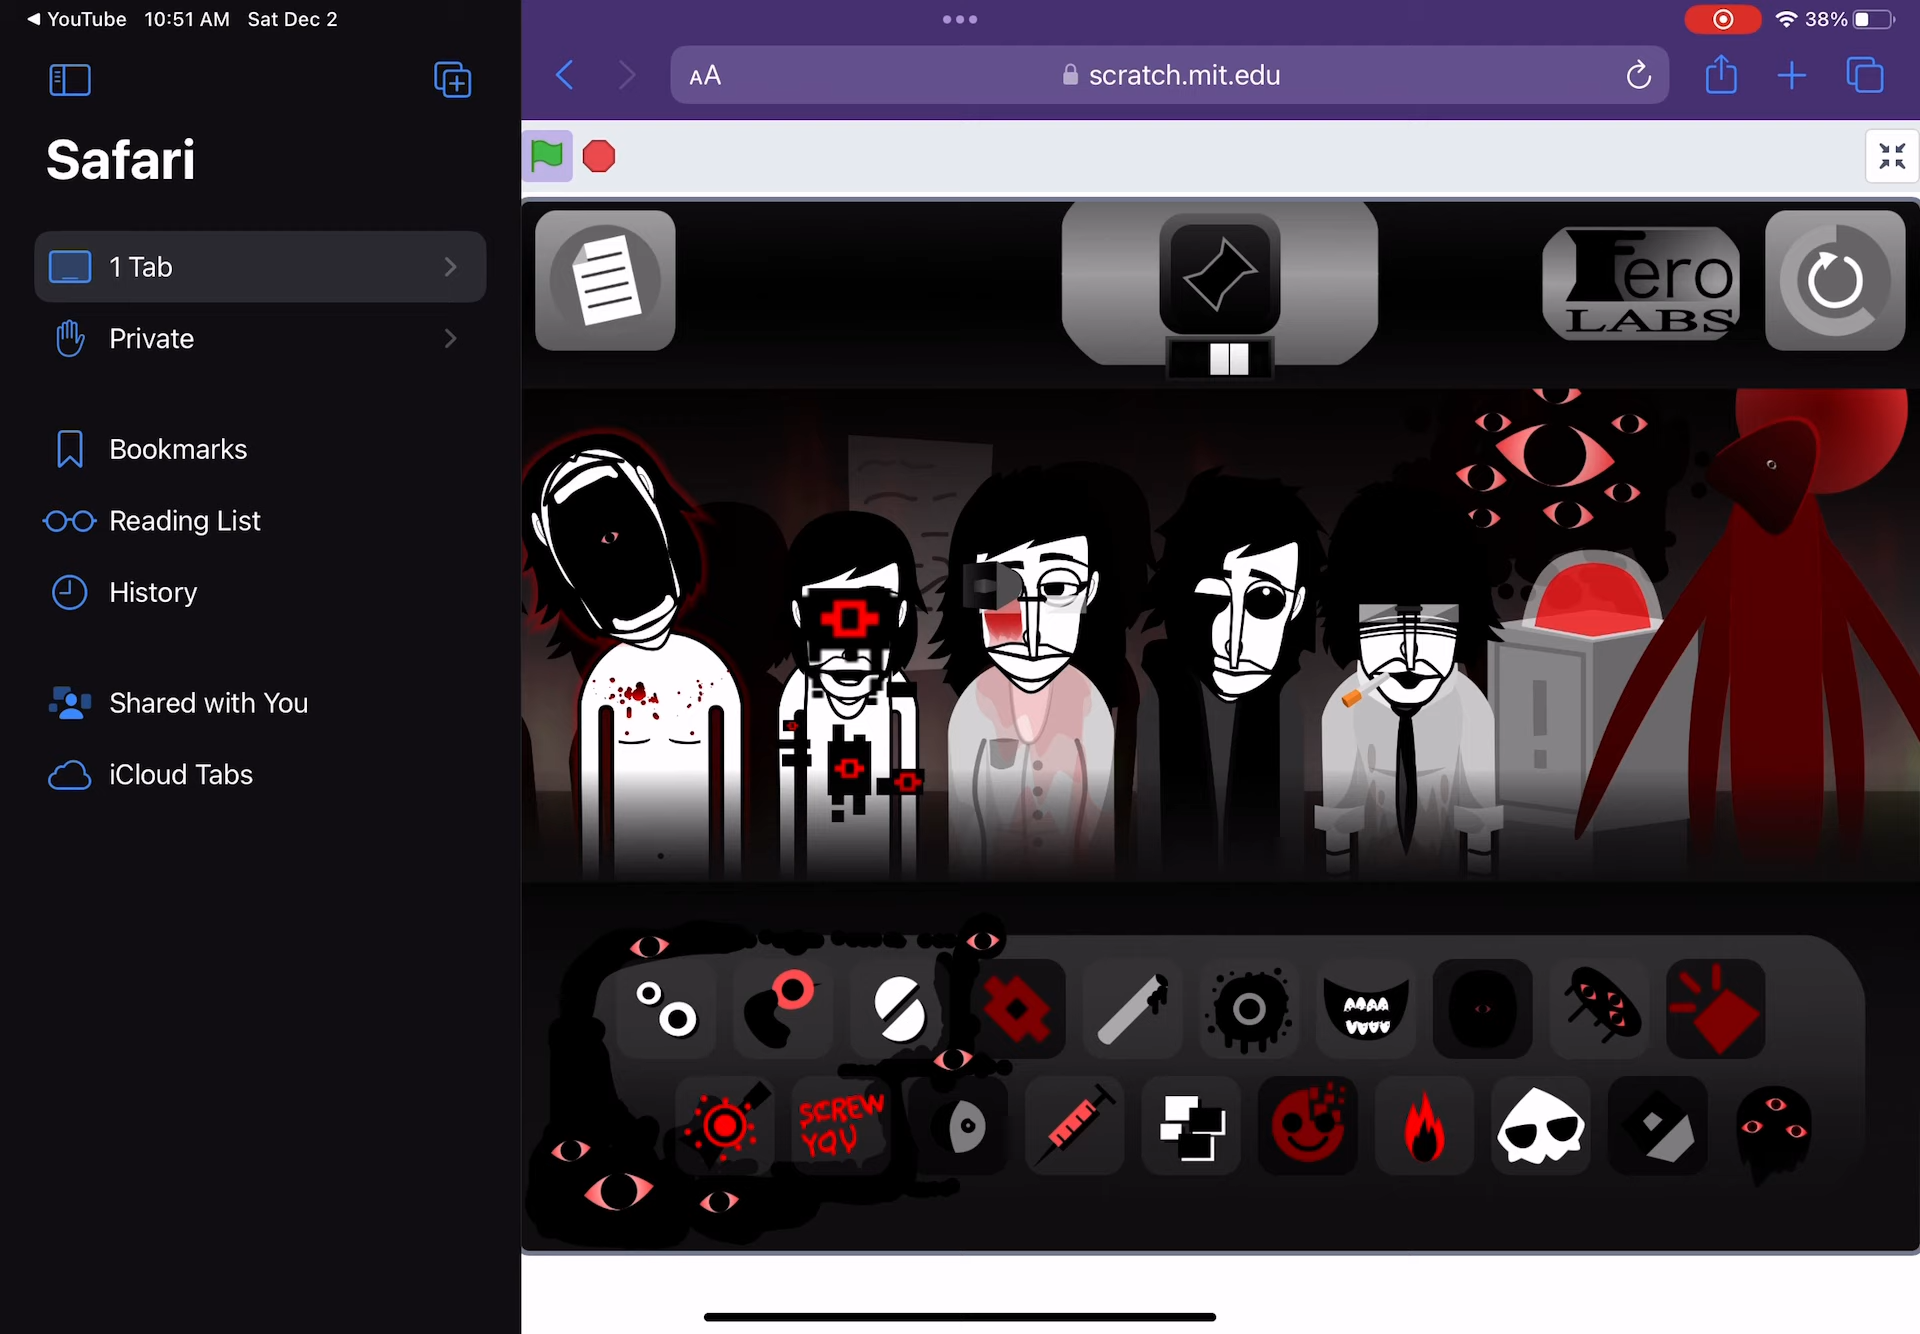 YouTube 10:51 AM Sat Dec 2
38%
AA
scratch.mit.edu
Safari
1 Tab
Private
Bookmarks
Reading List
History
Shared with You
iCloud Tabs
Fero
LABS
SCREW
YOU